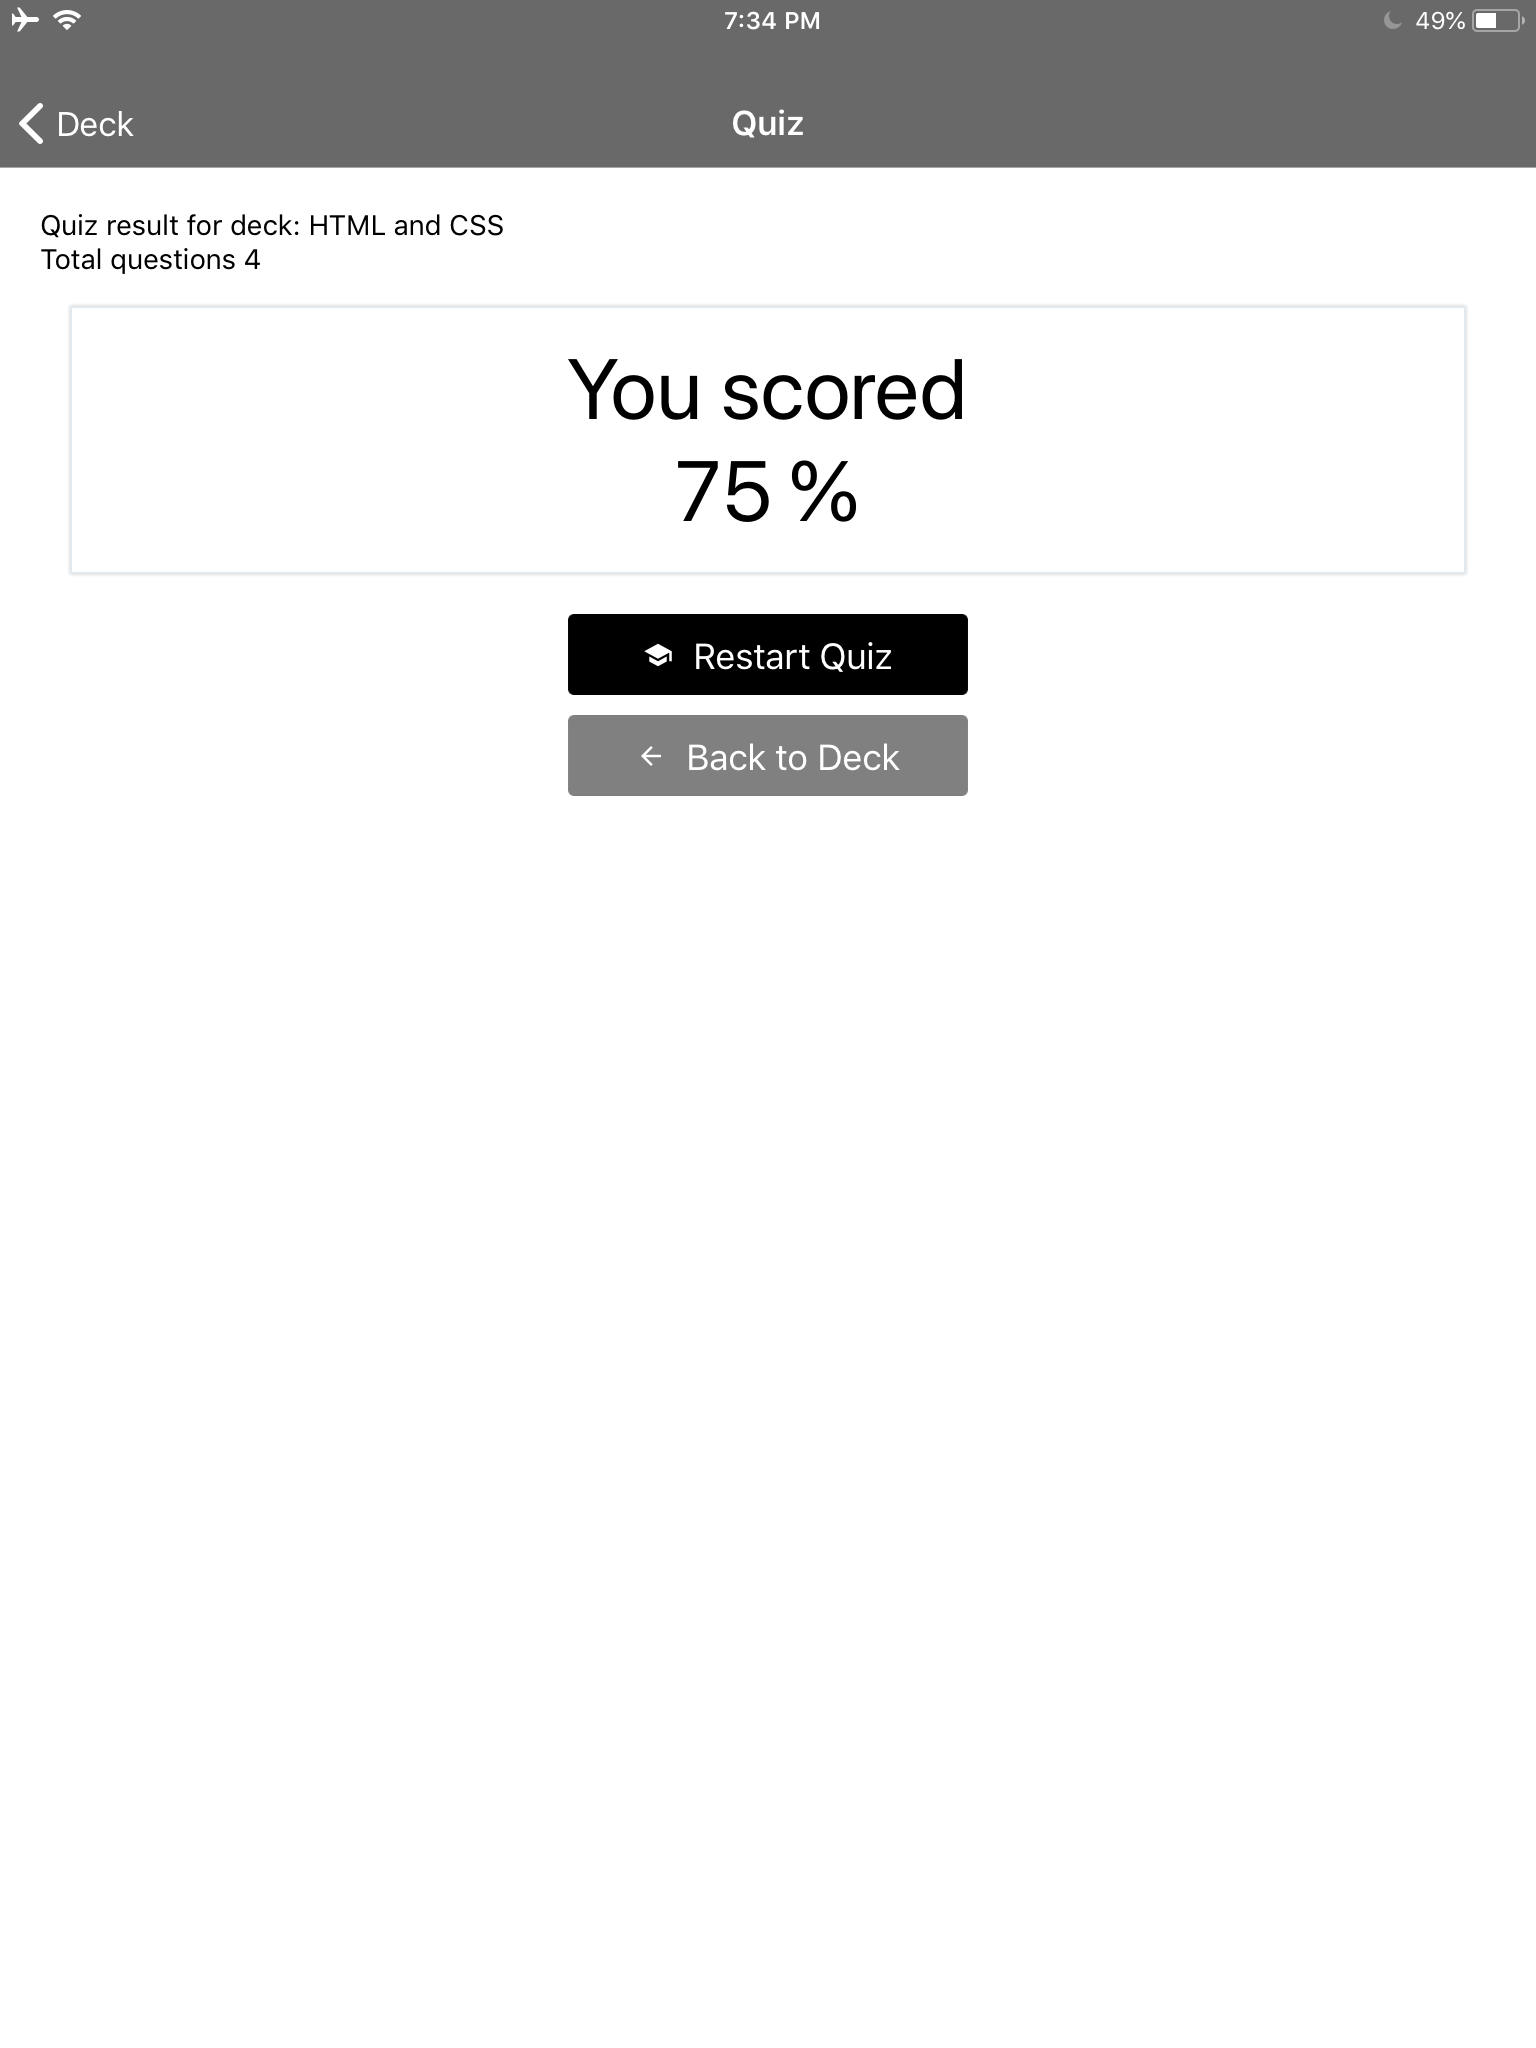 7:34 PM
49%
Deck
Quiz
Quiz result for deck: HTML and CSS
Total questions 4
You scored
75 %
Restart Quiz
Back to Deck